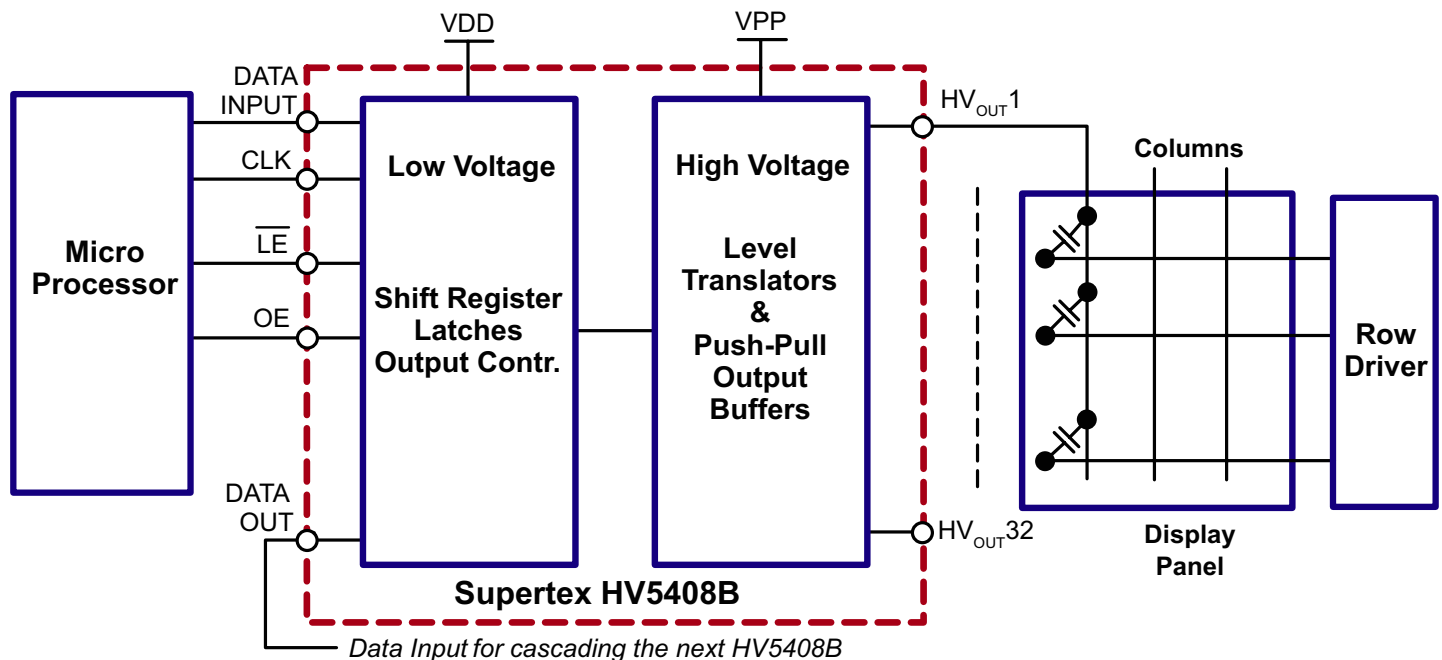 VDD
VPP
DATA
INPUT
CLK
LE
OE
DATA
OUT
Micro
Processor
Low Voltage
Shift Register
Latches
Output Contr.
High Voltage
Level
Translators
&
Push-Pull
Output
Buffers
HVOUT1
HVOUT32
Columns
Display
Panel
Row
Driver
Supertex HV5408B
Data Input for cascading the next HV5408B